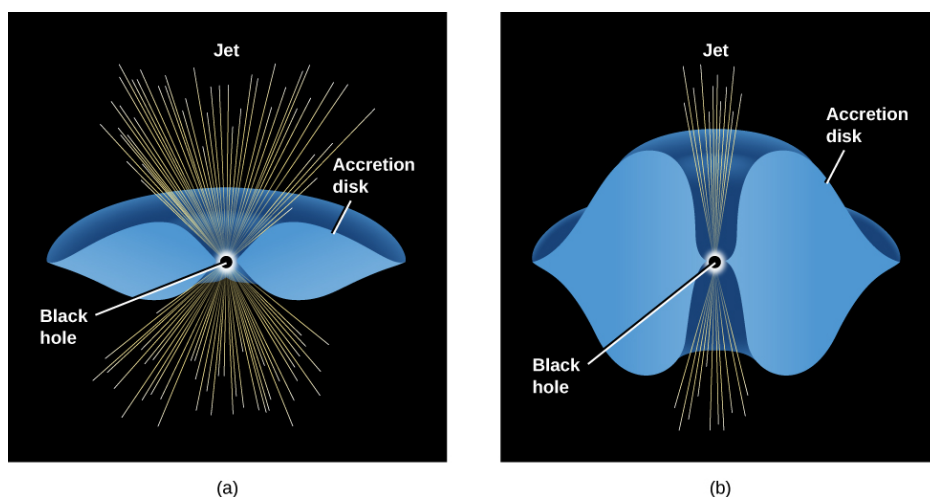 Jet
Accretion
disk
Black
hole
(a)
Jet
Accretion
disk
Black
hole
(b)